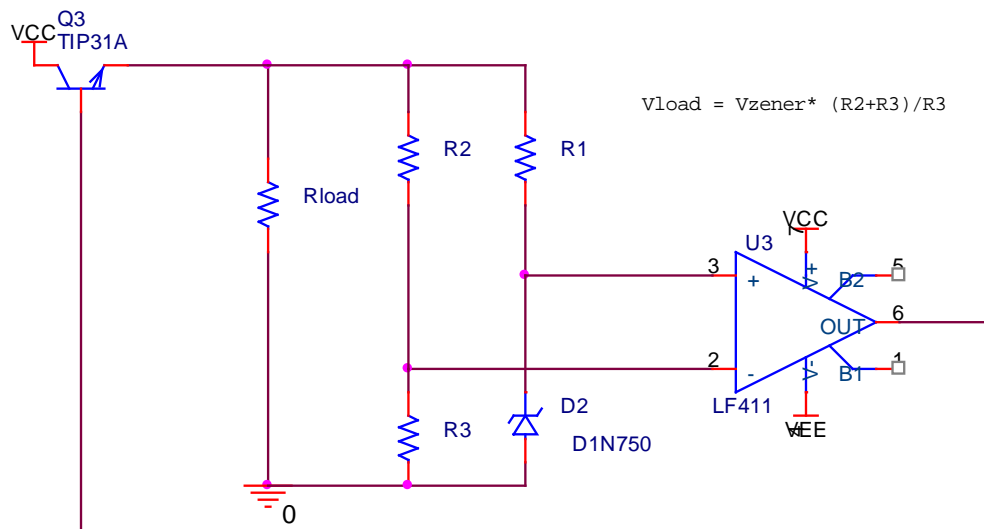 Q3
VCC
TIP31A
Vload = Vzener* (R2+R3)/R3
R2
R1
Rload
VCC
U3
3
+
V+
B2
5
OUT
6
2
-
V-
B1
1
LF411
VEE
R3
D2
D1N750
0